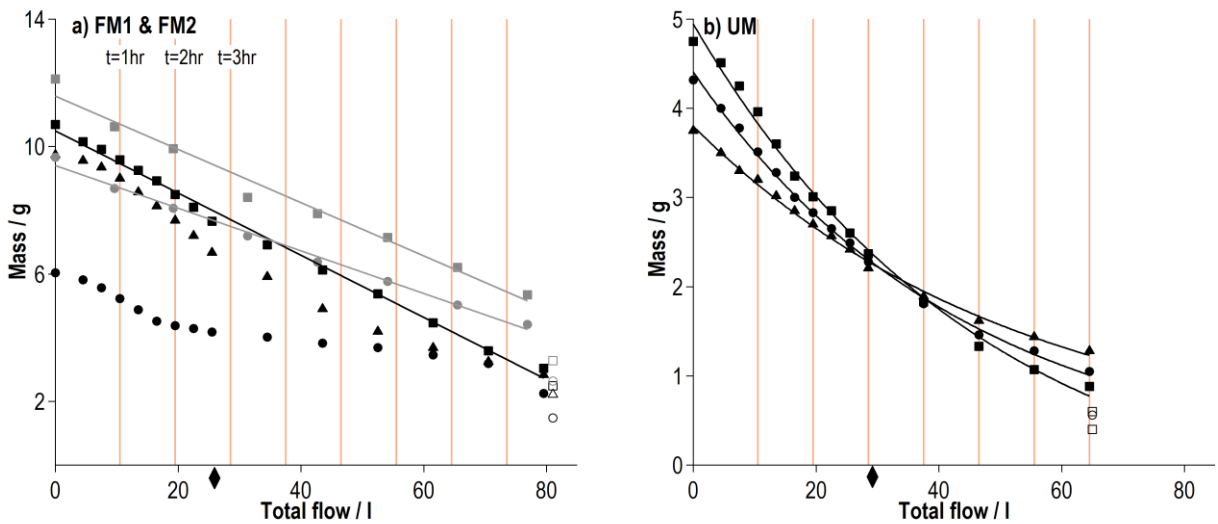 a) FM1 & FM2
t=1hr t=2hr t=3hr
14
10
6
2
Mass / g
0 20 40 60 80
Total flow / l
b) UM
5
4
3
2
1
0
Mass / g
0 20 40 60 80
Total flow / l